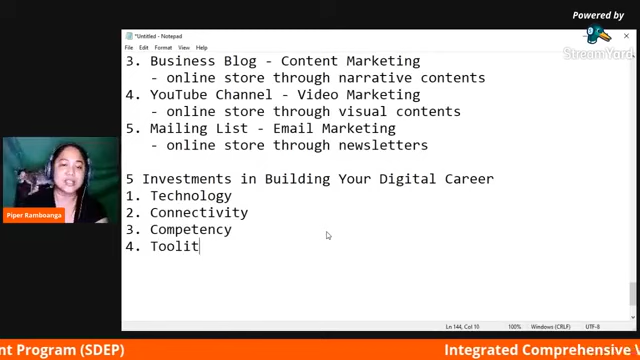 Powered by
StreamYard
*Untitled - Notepad
File Edit Format View Help
3. Business Blog - Content Marketing
- online store through narrative contents
4. YouTube Channel - Video Marketing
- online store through visual contents
5. Mailing List - Email Marketing
- online store through newsletters
5 Investments in Building Your Digital Career
1. Technology
2. Connectivity
3. Competency
4. Toolit
Piper Ramboanga
Ln 144, Col 10 100% Windows (CRLF) UTF-8
nt Program (SDEP) Integrated Comprehensive V